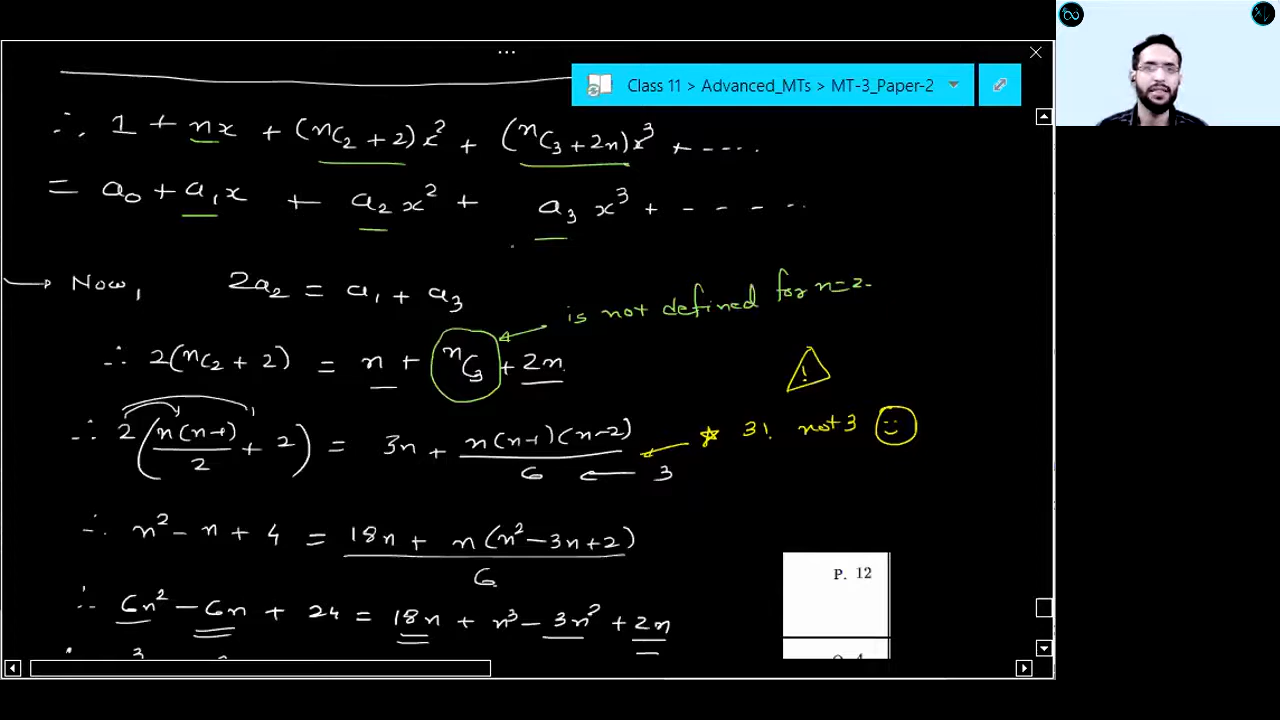 ...
Class 11 > Advanced_MTs > MT-3_Paper-2
∴ 1 + nx + (ⁿC₂ + 2)x² + (ⁿC₃ + 2n)x³ + ‐‐‐‐
= a₀ + a₁x + a₂x² + a₃x³ + ‐ ‐ ‐ ‐ ‐
→ Now, 2a₂ = a₁ + a₃
is not defined for n=2.
∴ 2(ⁿC₂ + 2) = n + ⁿC₃ + 2n
!
∴ 2(n(n-1)/2 + 2) = 3n + n(n-1)(n-2)/6 ← 3
☆ 3! not 3
∴ n² - n + 4 = (18n + n(n² - 3n + 2))/6
P. 12
∴ 6n² - 6n + 24 = 18n + n³ - 3n² + 2n